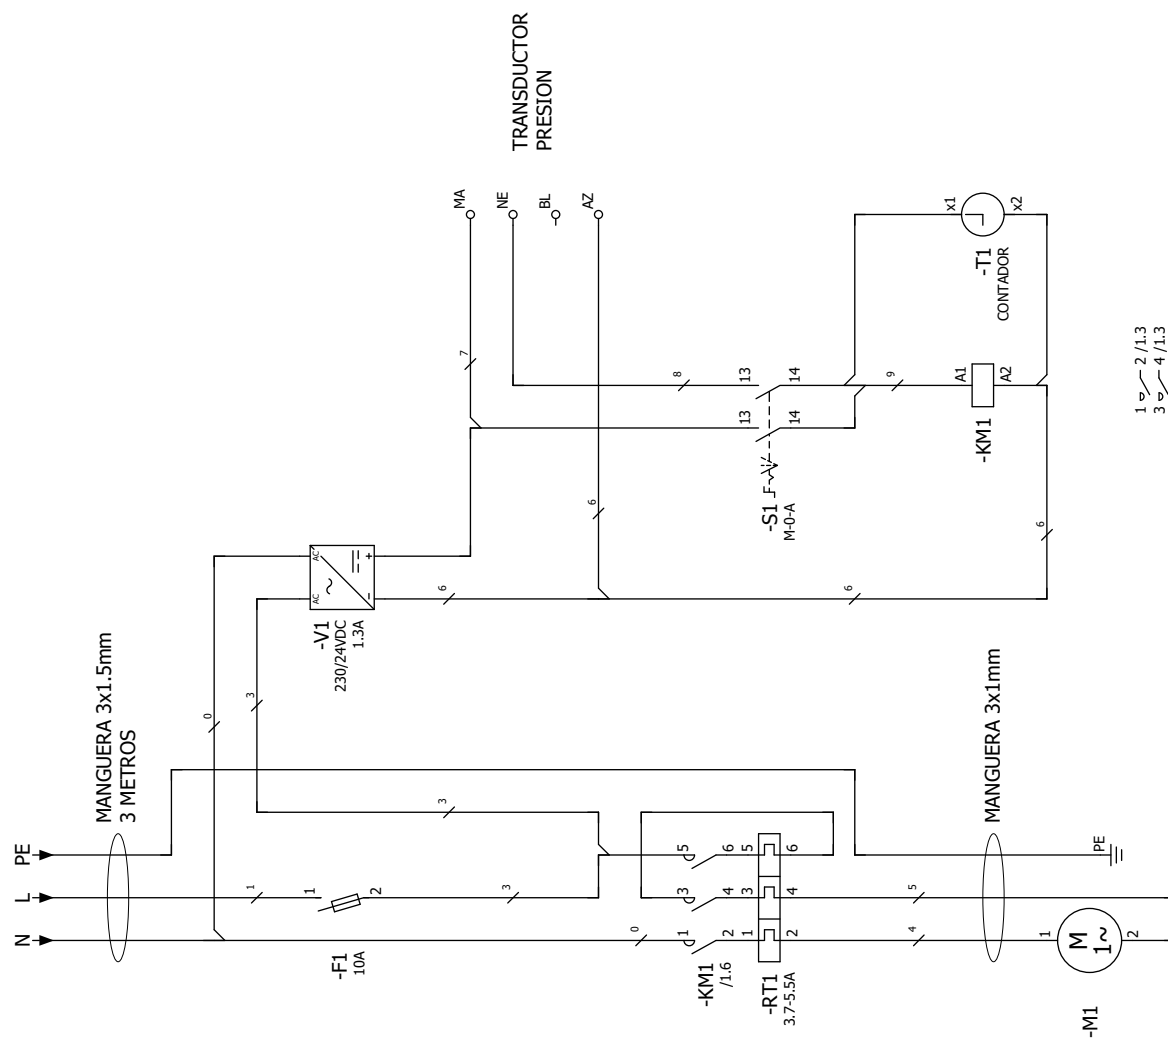 TRANSDUCTOR
PRESION
MA
NE
BL
AZ
7
8
6
13
14
13
14
-S1
M-0-A
9
A1
A2
-KM1
x1
x2
-T1
CONTADOR
1 2 /1.3
3 4 /1.3
6
6
6
AC
AC
-
+
-V1
230/24VDC
1.3A
MANGUERA 3x1.5mm
3 METROS
0
3
3
PE
L
N
1
1
2
3
-F1
10A
0
5
6
3
4
1
2
-KM1
/1.6
5
6
3
4
1
2
-RT1
3.7-5.5A
5
4
MANGUERA 3x1mm
PE
M
1~
1
2
-M1